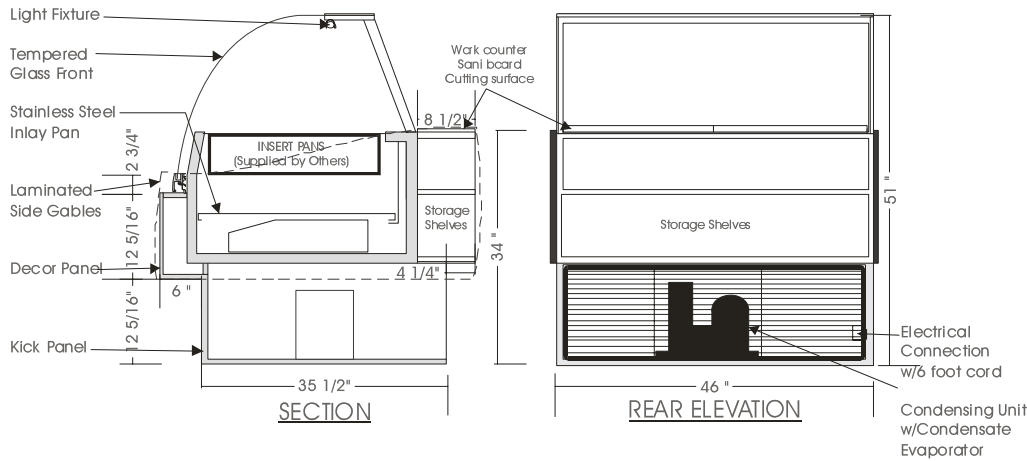 Light Fixture
Tempered
Glass Front
Stainless Steel
Inlay Pan
2 3/4"
Laminated
Side Gables
12 5/16"
Decor Panel
6 "
12 5/16"
Kick Panel
INSERT PANS
(Supplied by Others)
Work counter
Sani board
Cutting surface
8 1/2"
Storage
Shelves
34 "
4 1/4"
35 1/2"
SECTION
Storage Shelves
51 "
46 "
REAR ELEVATION
Electrical
Connection
w/6 foot cord
Condensing Unit
w/Condensate
Evaporator